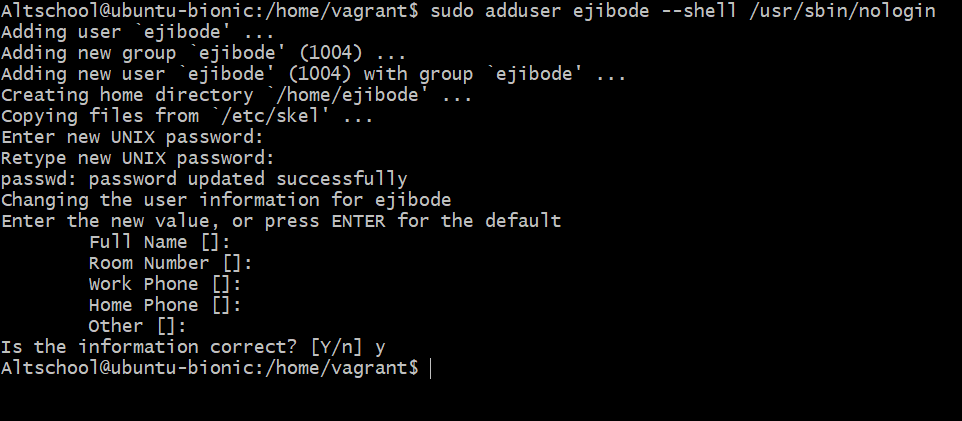 Altschool@ubuntu-bionic:/home/vagrant$ sudo adduser ejibode --shell /usr/sbin/nologin
Adding user `ejibode' ...
Adding new group `ejibode' (1004) ...
Adding new user `ejibode' (1004) with group `ejibode' ...
Creating home directory `/home/ejibode' ...
Copying files from `/etc/skel' ...
Enter new UNIX password:
Retype new UNIX password:
passwd: password updated successfully
Changing the user information for ejibode
Enter the new value, or press ENTER for the default
        Full Name []:
        Room Number []:
        Work Phone []:
        Home Phone []:
        Other []:
Is the information correct? [Y/n] y
Altschool@ubuntu-bionic:/home/vagrant$